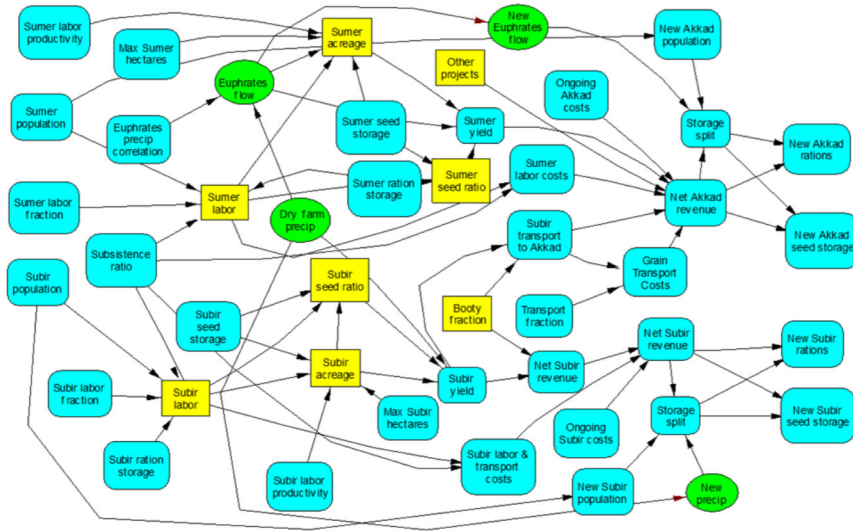 Sumer labor
productivity
Max Sumer
hectares
Sumer
acreage
New
Euphrates
flow
New Akkad
population
Other
projects
Euphrates
flow
Ongoing
Akkad
costs
Sumer
population
Euphrates
precip
correlation
Sumer seed
storage
Sumer
yield
Storage
split
New Akkad
rations
Sumer
labor costs
Sumer
seed ratio
Sumer ration
storage
Sumer
labor
Net Akkad
revenue
Sumer labor
fraction
Dry farm
precip
Subir
transport
to Akkad
New Akkad
seed storage
Subsistence
ratio
Grain
Transport
Costs
Subir
population
Subir
seed ratio
Subir
seed
storage
Booty
fraction
Transport
fraction
Net Subir
revenue
New Subir
rations
Subir
acreage
Subir
yield
Net Subir
revenue
Subir labor
fraction
Subir
labor
Max Subir
hectares
Ongoing
Subir costs
Storage
split
New Subir
seed storage
Subir ration
storage
Subir labor
productivity
Subir labor &
transport
costs
New Subir
population
New
precip